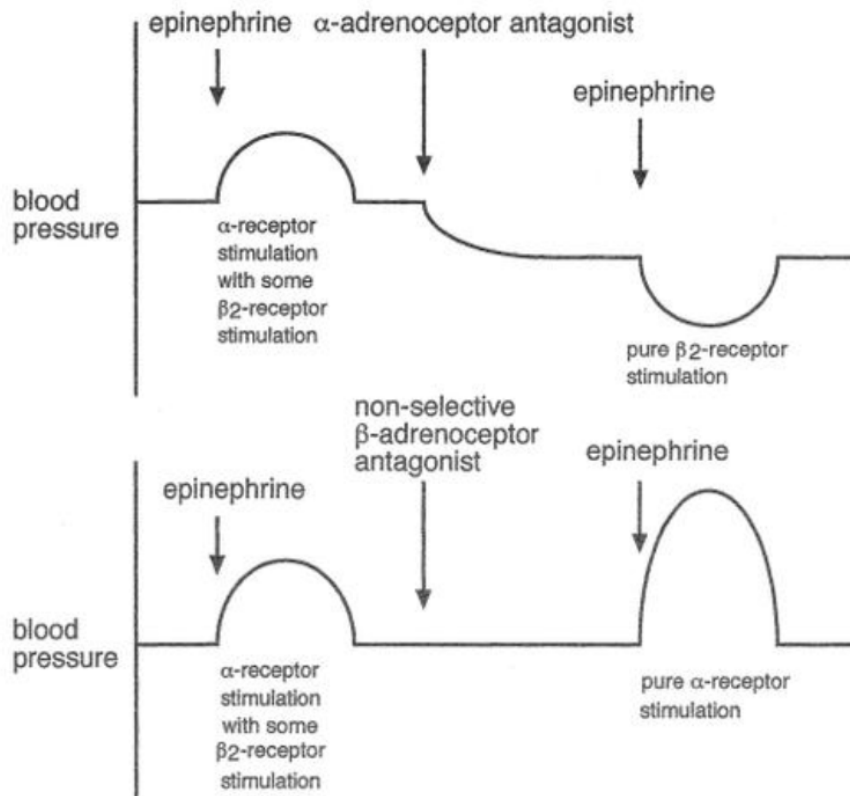 epinephrine
α-adrenoceptor antagonist
epinephrine
blood
pressure
α-receptor
stimulation
with some
β2-receptor
stimulation
pure β2-receptor
stimulation
non-selective
β-adrenoceptor
antagonist
epinephrine
epinephrine
blood
pressure
α-receptor
stimulation
with some
β2-receptor
stimulation
pure α-receptor
stimulation